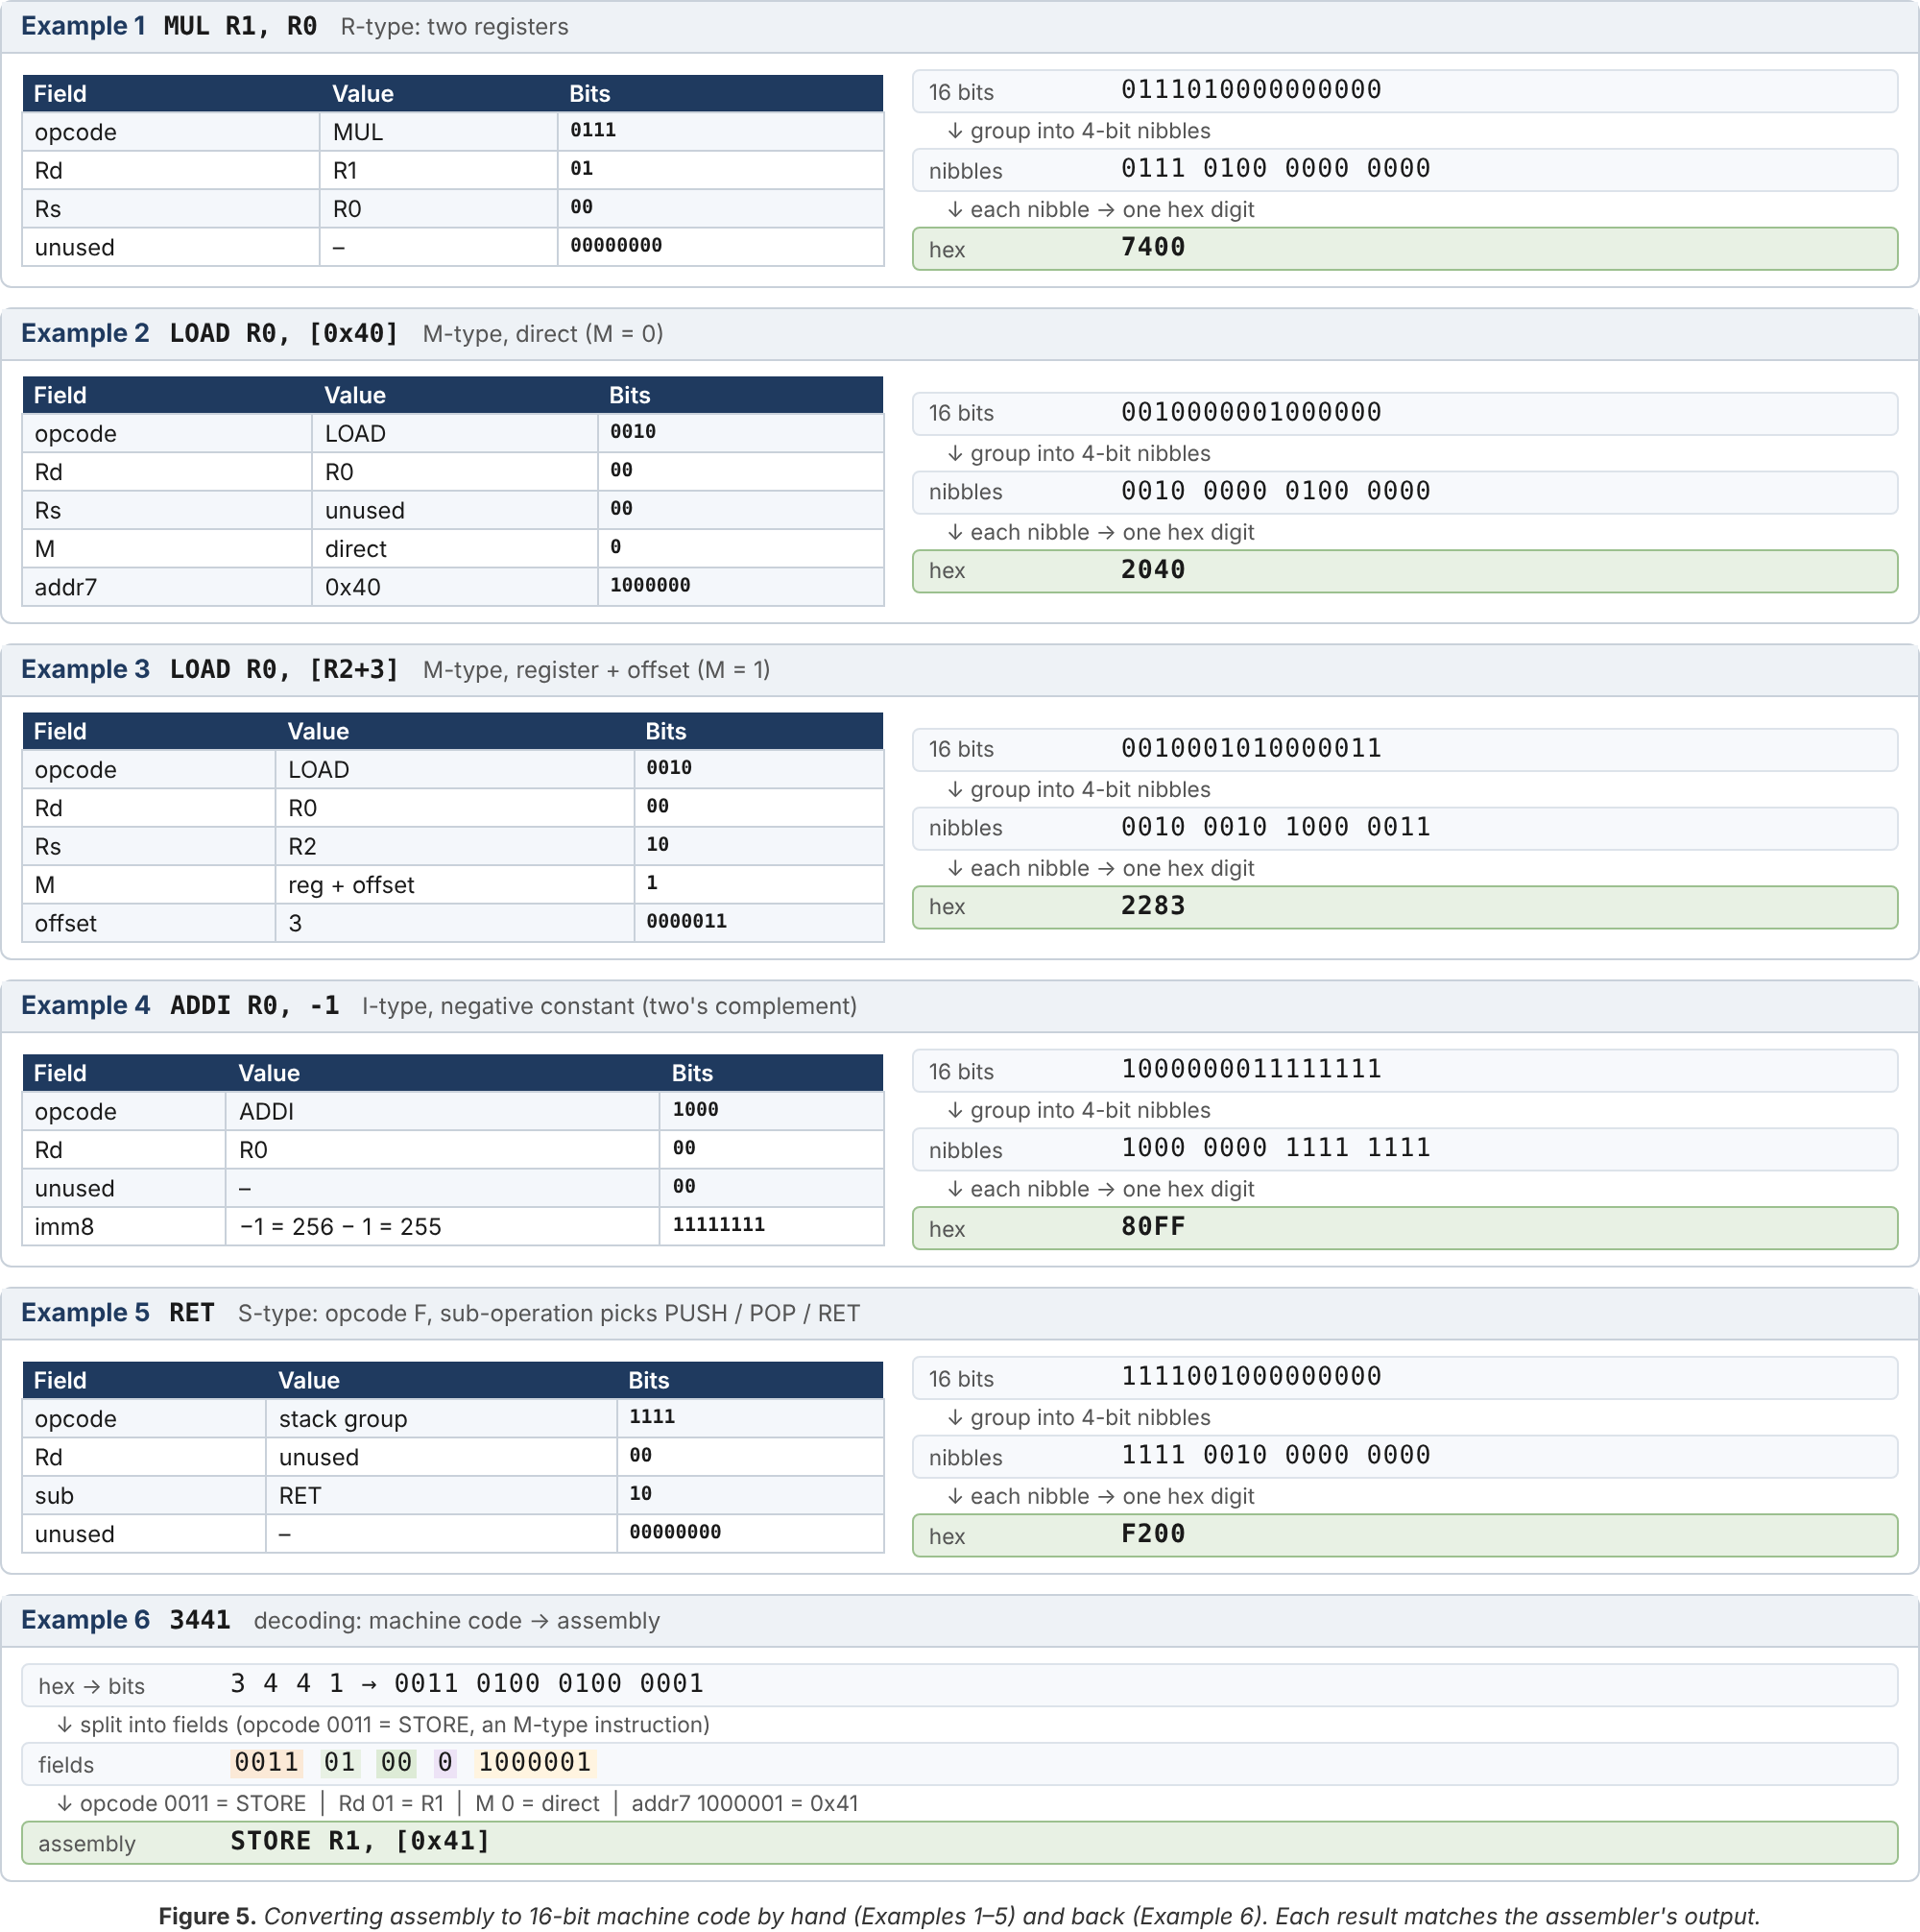 Example 1 MUL R1, R0 R-type: two registers
Field Value Bits
opcode MUL 0111
Rd R1 01
Rs R0 00
unused – 00000000
16 bits 0111010000000000
↓ group into 4-bit nibbles
nibbles 0111 0100 0000 0000
↓ each nibble → one hex digit
hex 7400
Example 2 LOAD R0, [0x40] M-type, direct (M = 0)
Field Value Bits
opcode LOAD 0010
Rd R0 00
Rs unused 00
M direct 0
addr7 0x40 1000000
16 bits 0010000001000000
↓ group into 4-bit nibbles
nibbles 0010 0000 0100 0000
↓ each nibble → one hex digit
hex 2040
Example 3 LOAD R0, [R2+3] M-type, register + offset (M = 1)
Field Value Bits
opcode LOAD 0010
Rd R0 00
Rs R2 10
M reg + offset 1
offset 3 0000011
16 bits 0010001010000011
↓ group into 4-bit nibbles
nibbles 0010 0010 1000 0011
↓ each nibble → one hex digit
hex 2283
Example 4 ADDI R0, -1 I-type, negative constant (two's complement)
Field Value Bits
opcode ADDI 1000
Rd R0 00
unused – 00
imm8 −1 = 256 − 1 = 255 11111111
16 bits 1000000011111111
↓ group into 4-bit nibbles
nibbles 1000 0000 1111 1111
↓ each nibble → one hex digit
hex 80FF
Example 5 RET S-type: opcode F, sub-operation picks PUSH / POP / RET
Field Value Bits
opcode stack group 1111
Rd unused 00
sub RET 10
unused – 00000000
16 bits 1111001000000000
↓ group into 4-bit nibbles
nibbles 1111 0010 0000 0000
↓ each nibble → one hex digit
hex F200
Example 6 3441 decoding: machine code → assembly
hex → bits 3 4 4 1 → 0011 0100 0100 0001
↓ split into fields (opcode 0011 = STORE, an M-type instruction)
fields 0011 01 00 0 1000001
↓ opcode 0011 = STORE | Rd 01 = R1 | M 0 = direct | addr7 1000001 = 0x41
assembly STORE R1, [0x41]
Figure 5. Converting assembly to 16-bit machine code by hand (Examples 1–5) and back (Example 6). Each result matches the assembler's output.